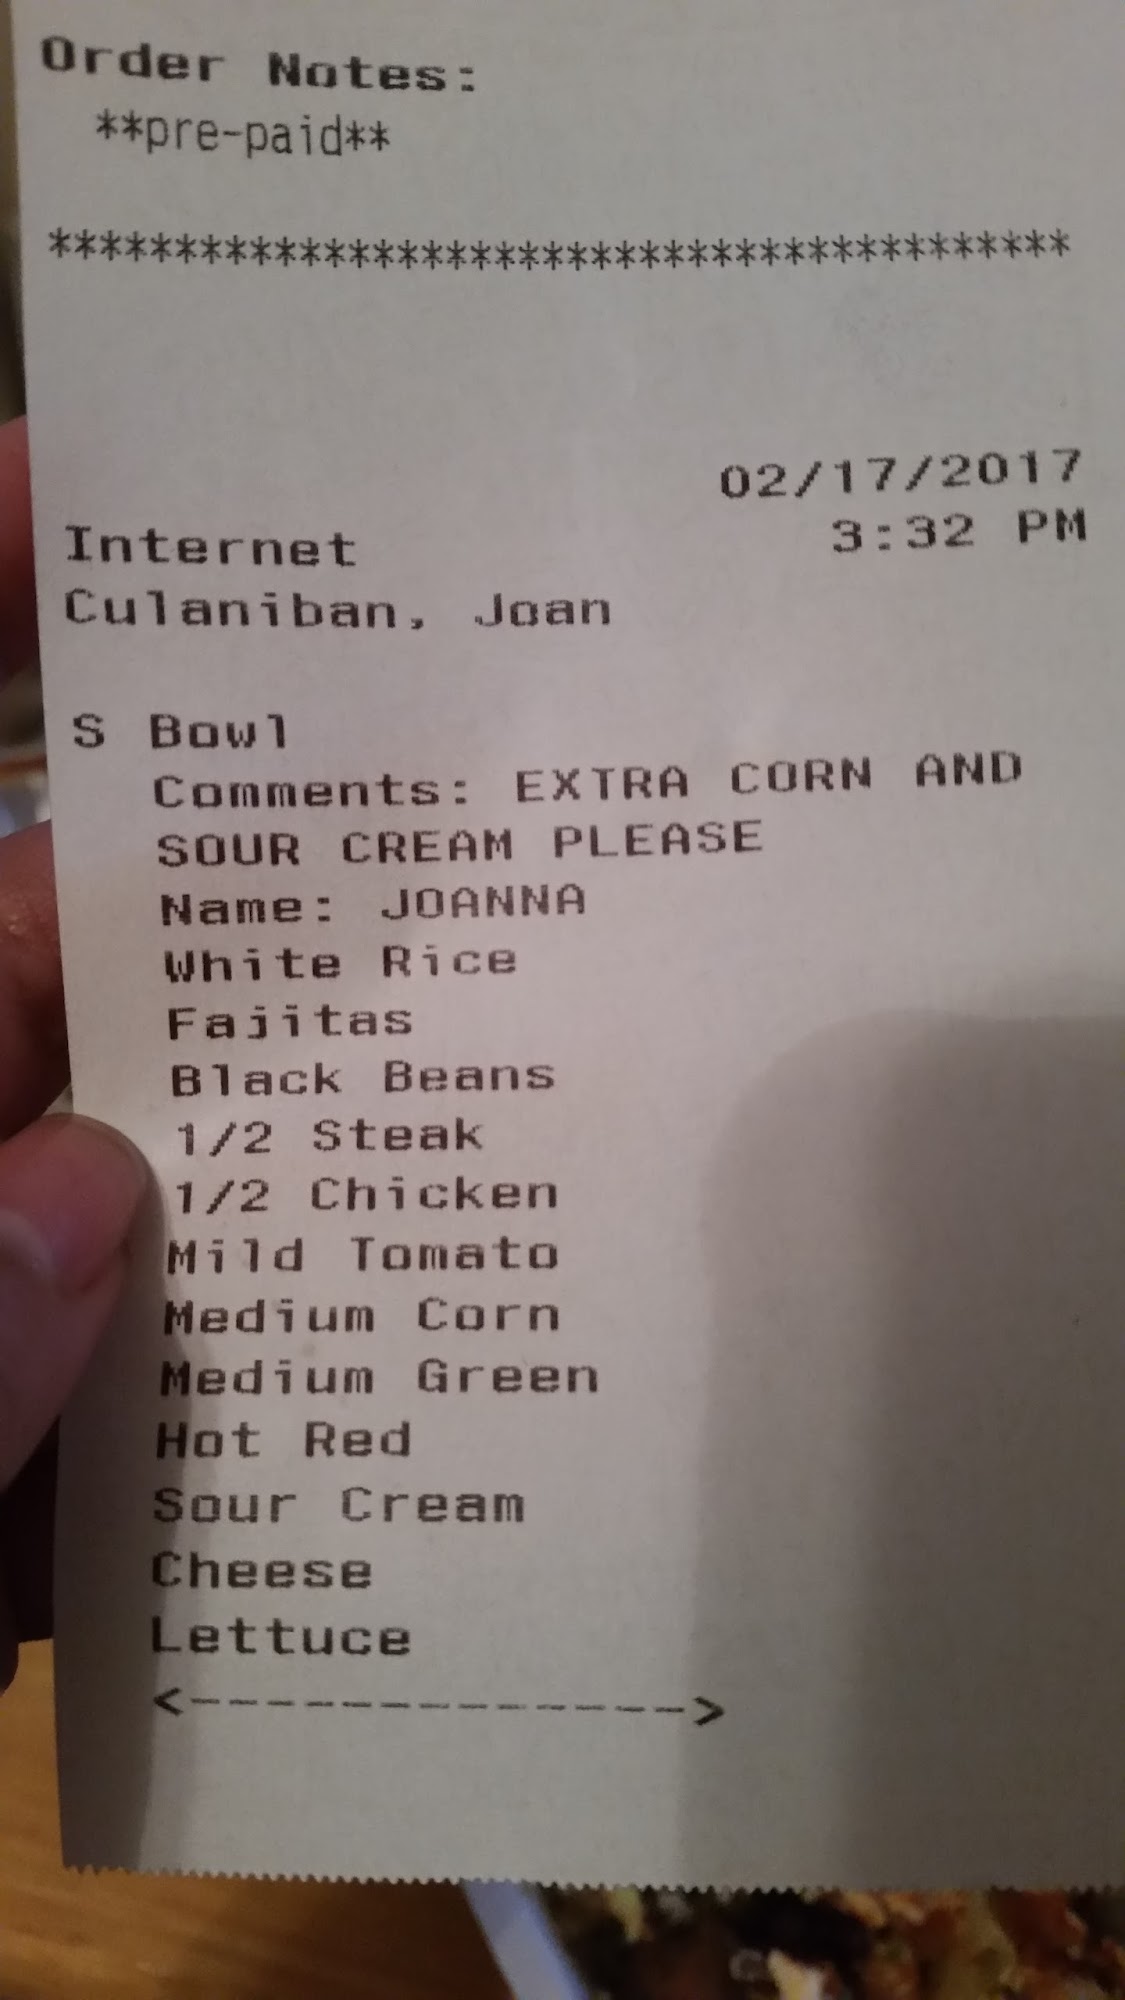 Order Notes:
**pre-paid**
*******************************************
02/17/2017
3:32 PM
Internet
Culaniban, Joan
S Bowl
Comments: EXTRA CORN AND
SOUR CREAM PLEASE
Name: JOANNA
White Rice
Fajitas
Black Beans
1/2 Steak
1/2 Chicken
Mild Tomato
Medium Corn
Medium Green
Hot Red
Sour Cream
Cheese
Lettuce
<-------------->